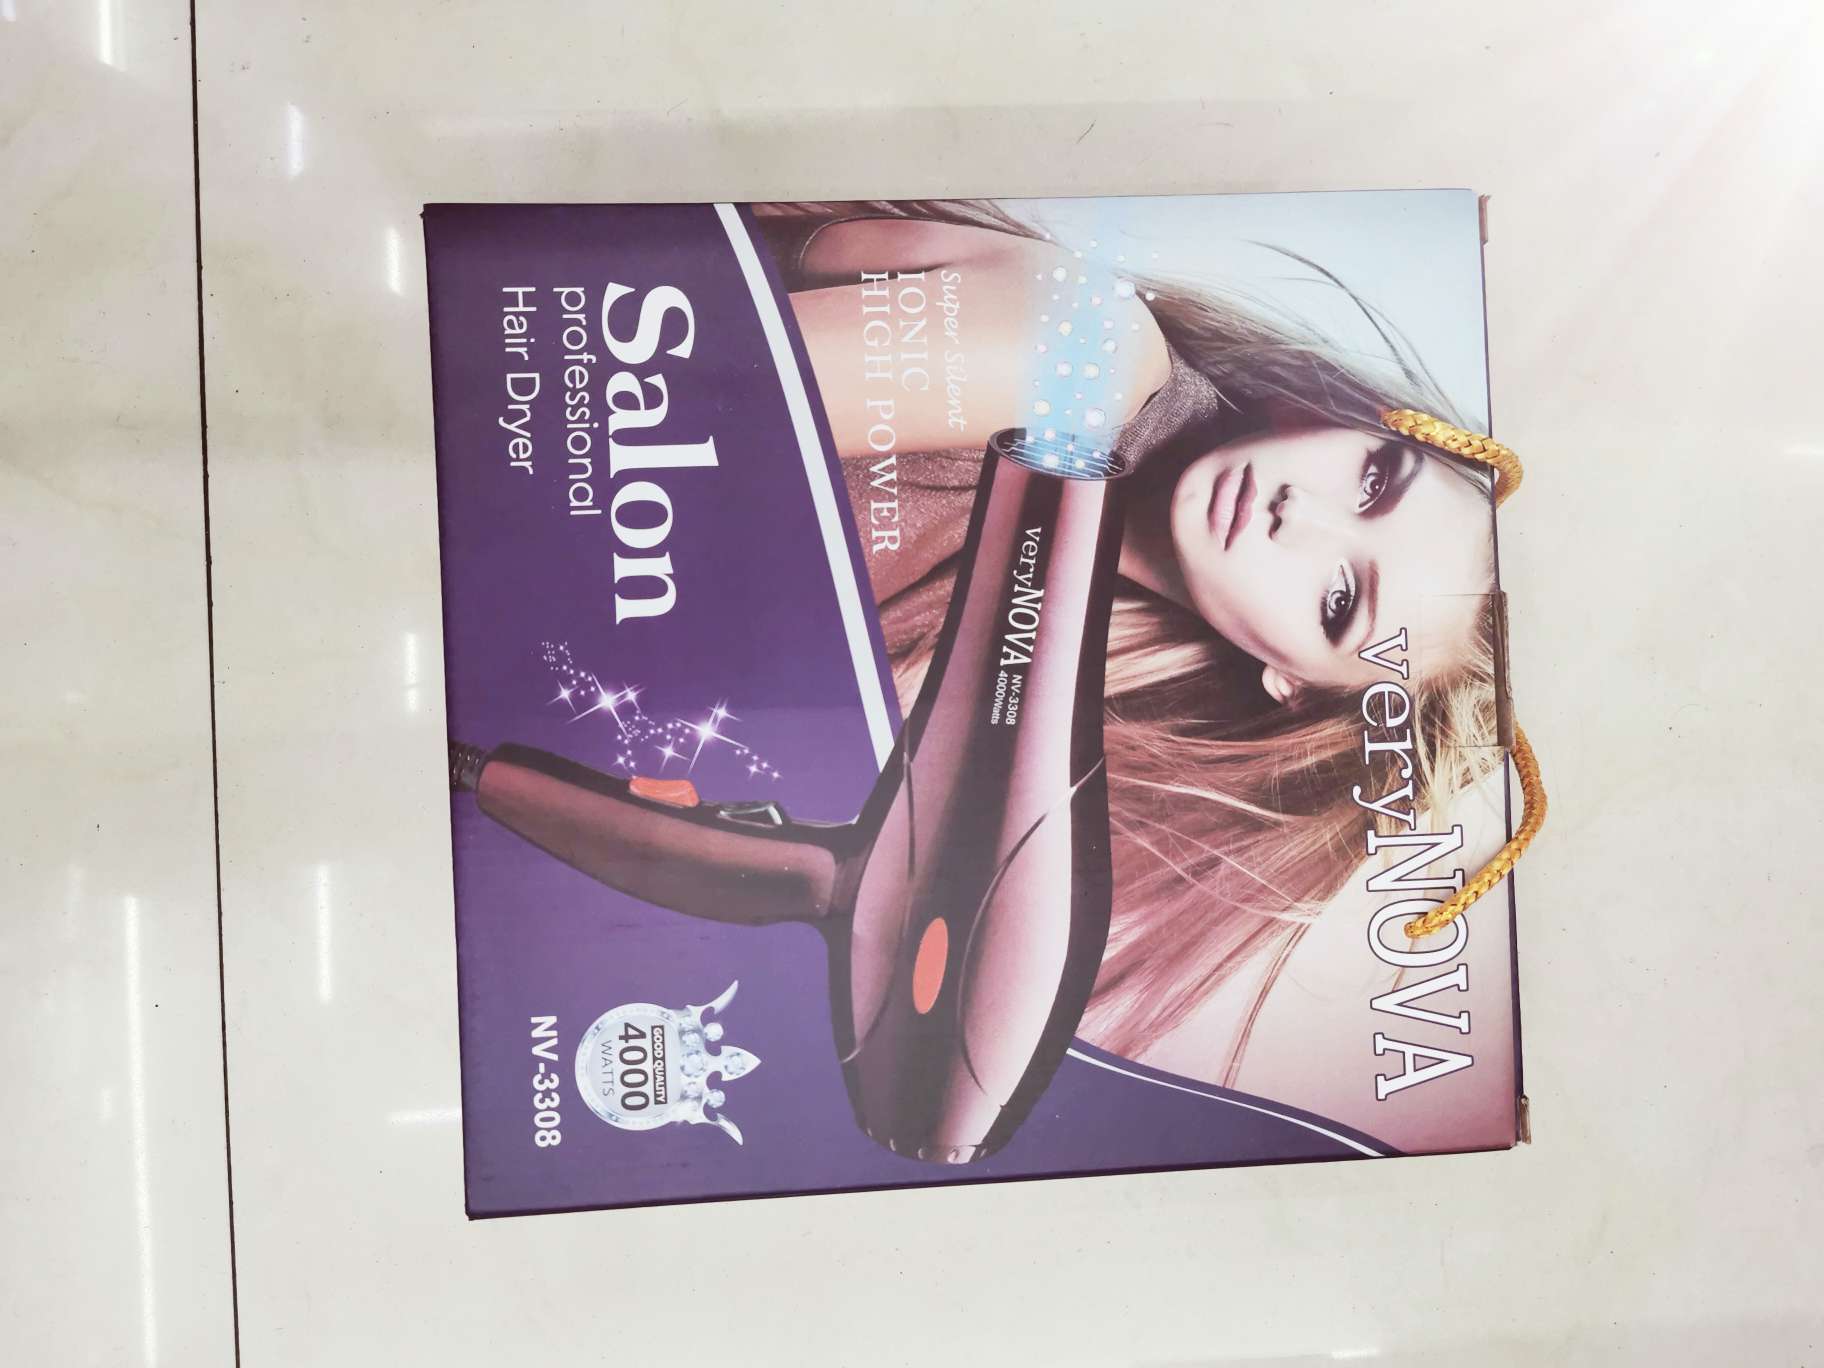 veryNOVA
Super Silent
IONIC
HIGH POWER
veryNOVA NV-3308
4000Watts
Salon
professional
Hair Dryer
GOOD QUALITY
4000
WATTS
NV-3308